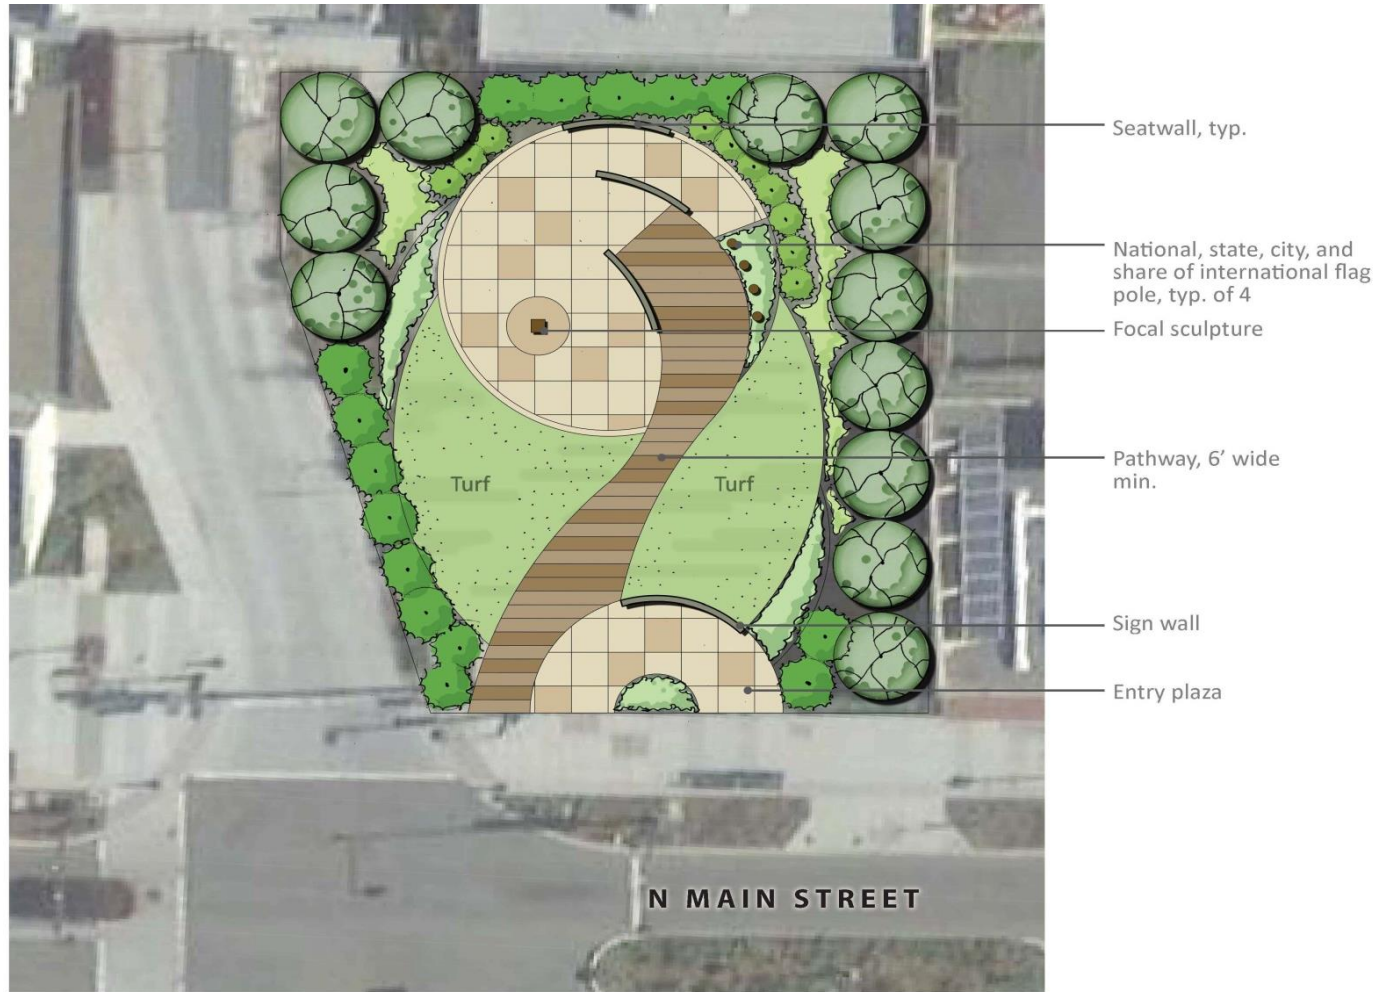 Seatwall, typ.
National, state, city, and
share of international flag
pole, typ. of 4
Focal sculpture
Pathway, 6’ wide
min.
Turf
Turf
Sign wall
Entry plaza
N MAIN STREET